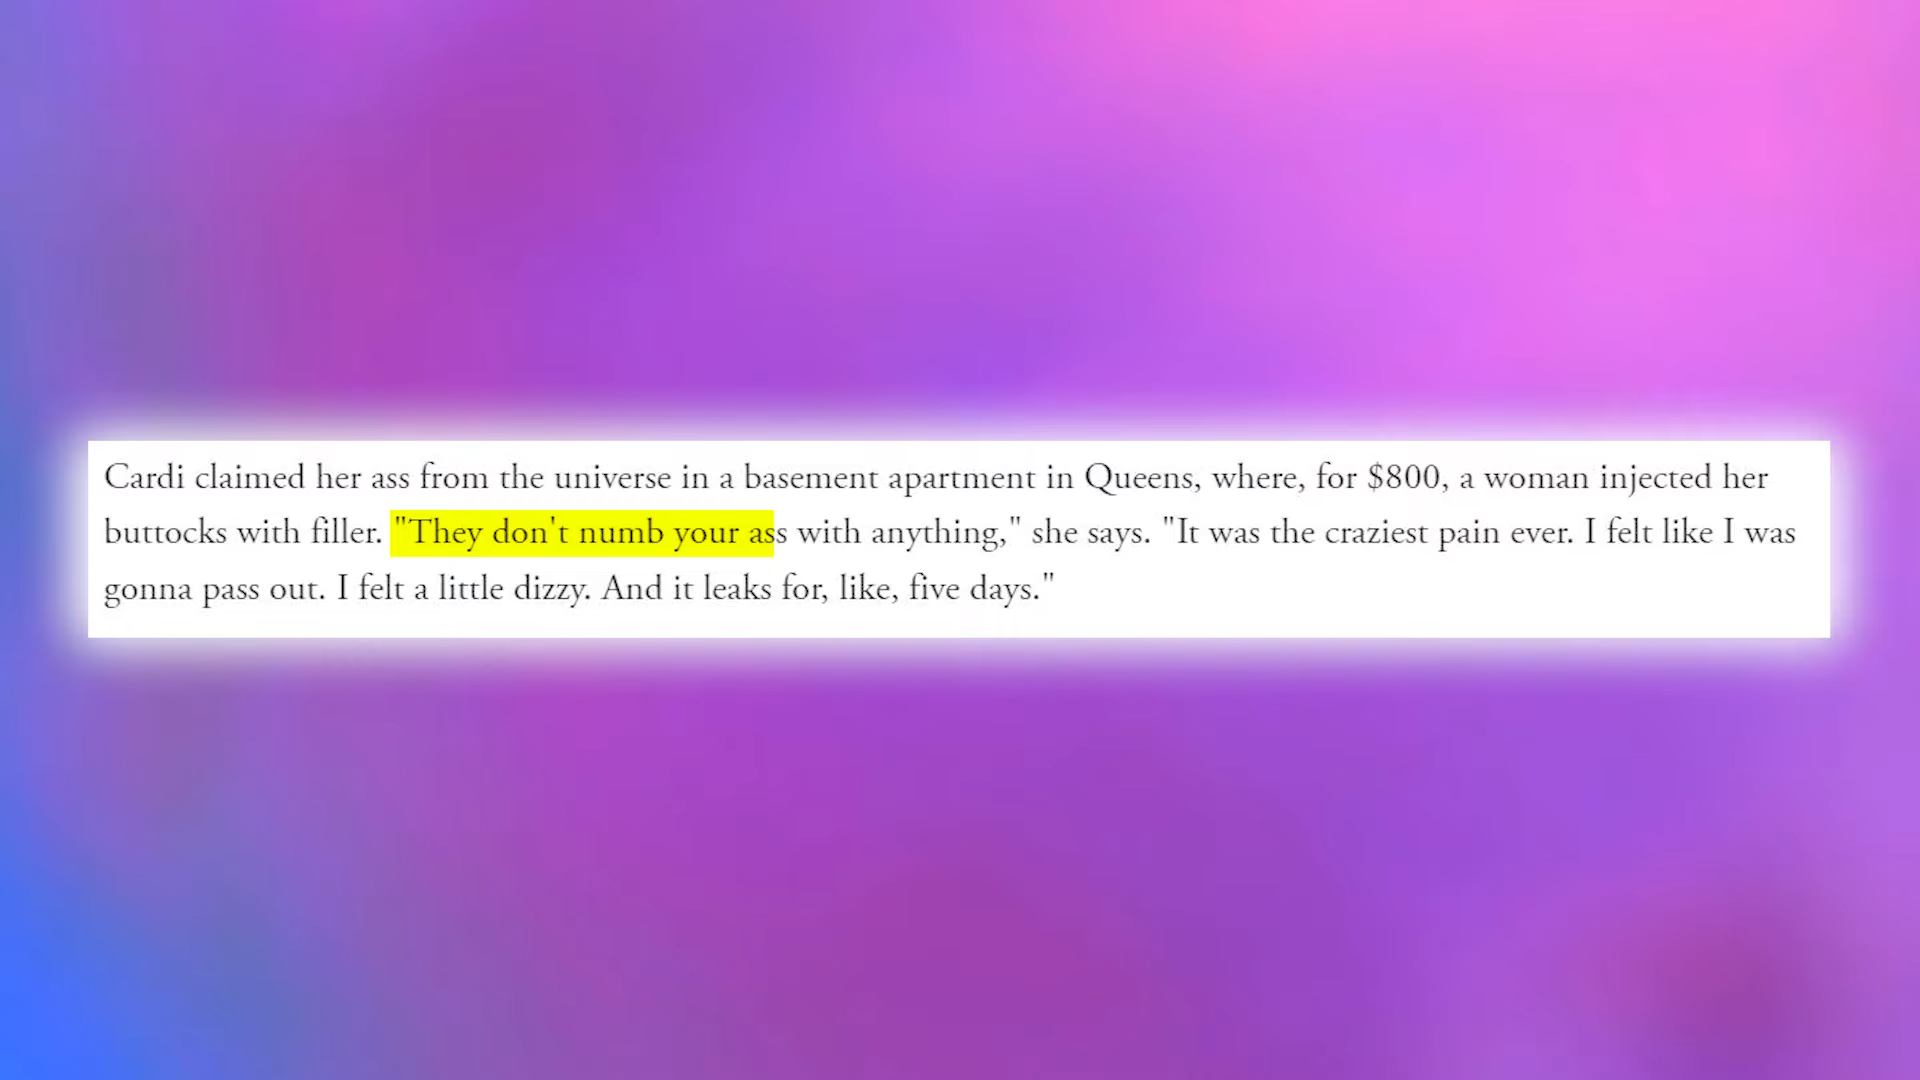 Cardi claimed her ass from the universe in a basement apartment in Queens, where, for $800, a woman injected her
buttocks with filler. "They don't numb your ass with anything," she says. "It was the craziest pain ever. I felt like I was
gonna pass out. I felt a little dizzy. And it leaks for, like, five days."